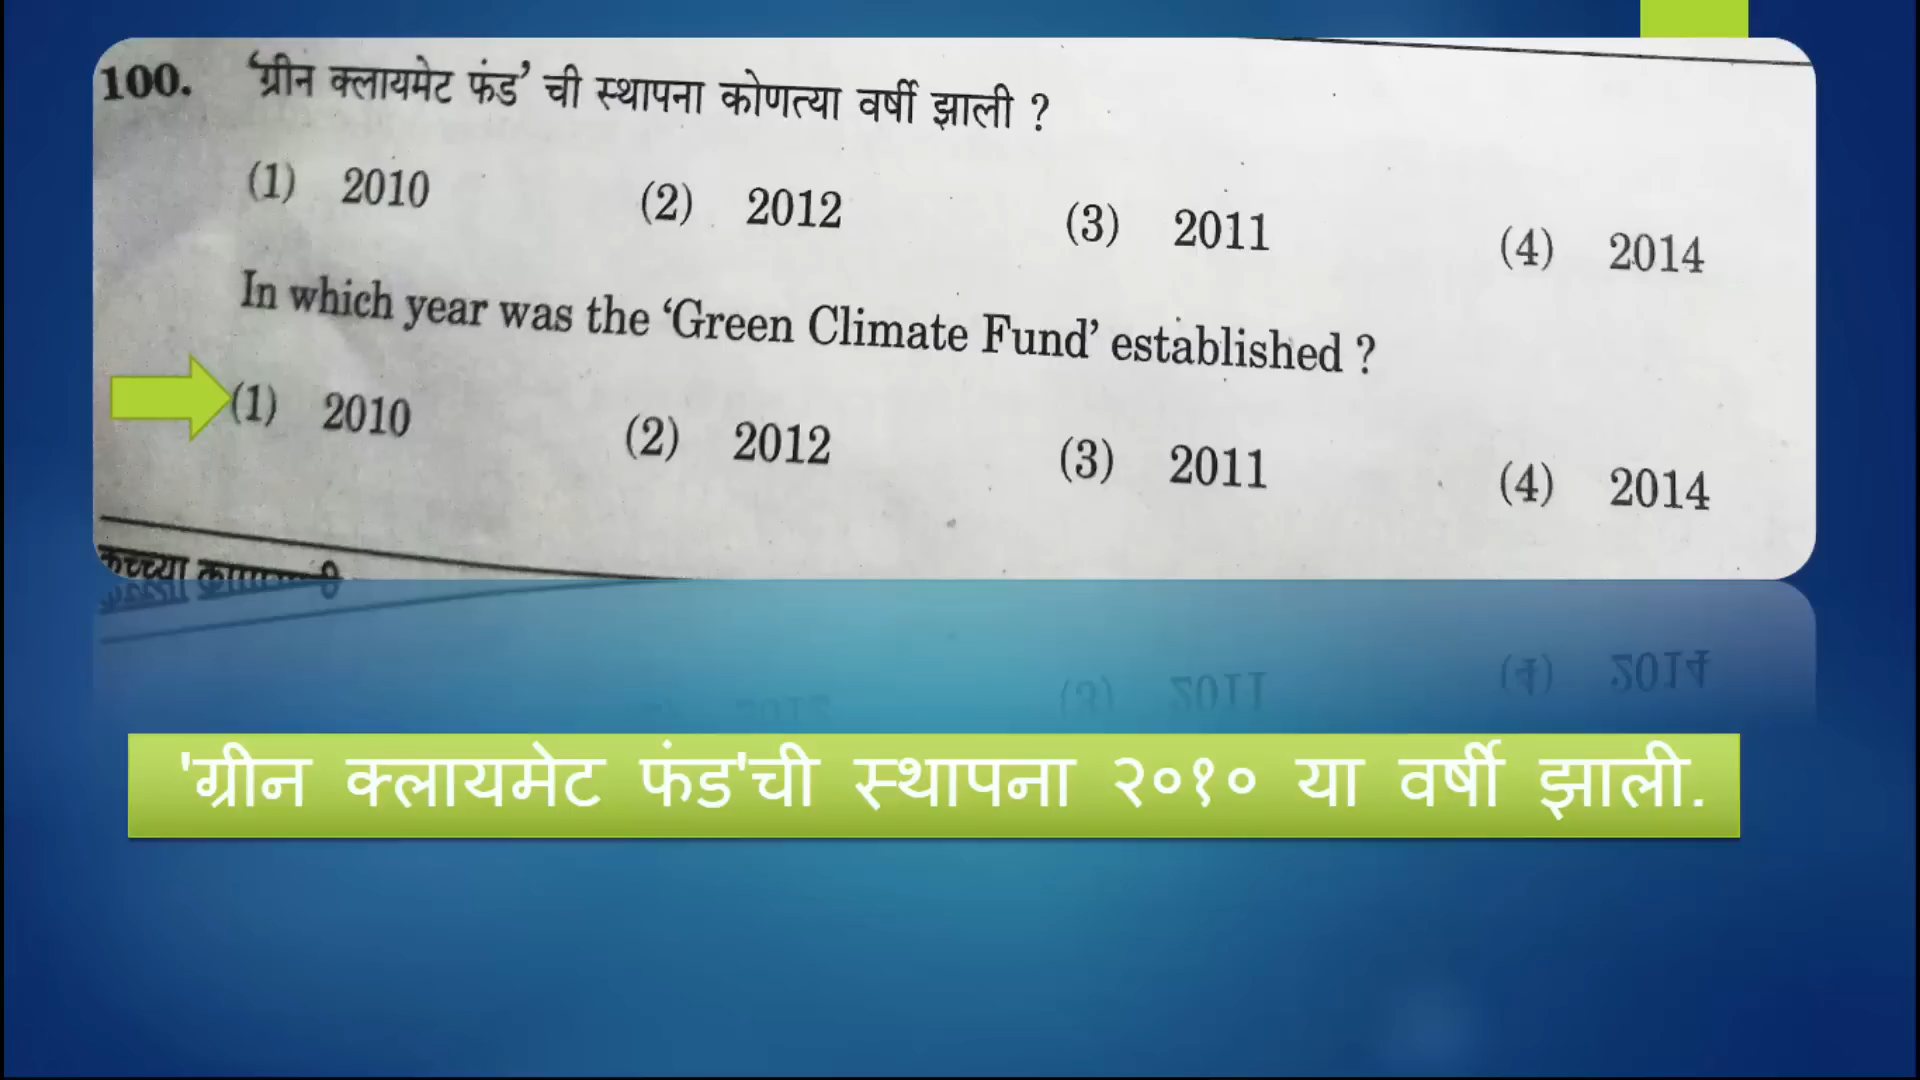 100. ‘ग्रीन क्लायमेट फंड’ ची स्थापना कोणत्या वर्षी झाली ?
(1) 2010 (2) 2012 (3) 2011 (4) 2014
In which year was the ‘Green Climate Fund’ established ?
(1) 2010 (2) 2012 (3) 2011 (4) 2014
कच्च्या
'ग्रीन क्लायमेट फंड'ची स्थापना २०१० या वर्षी झाली.